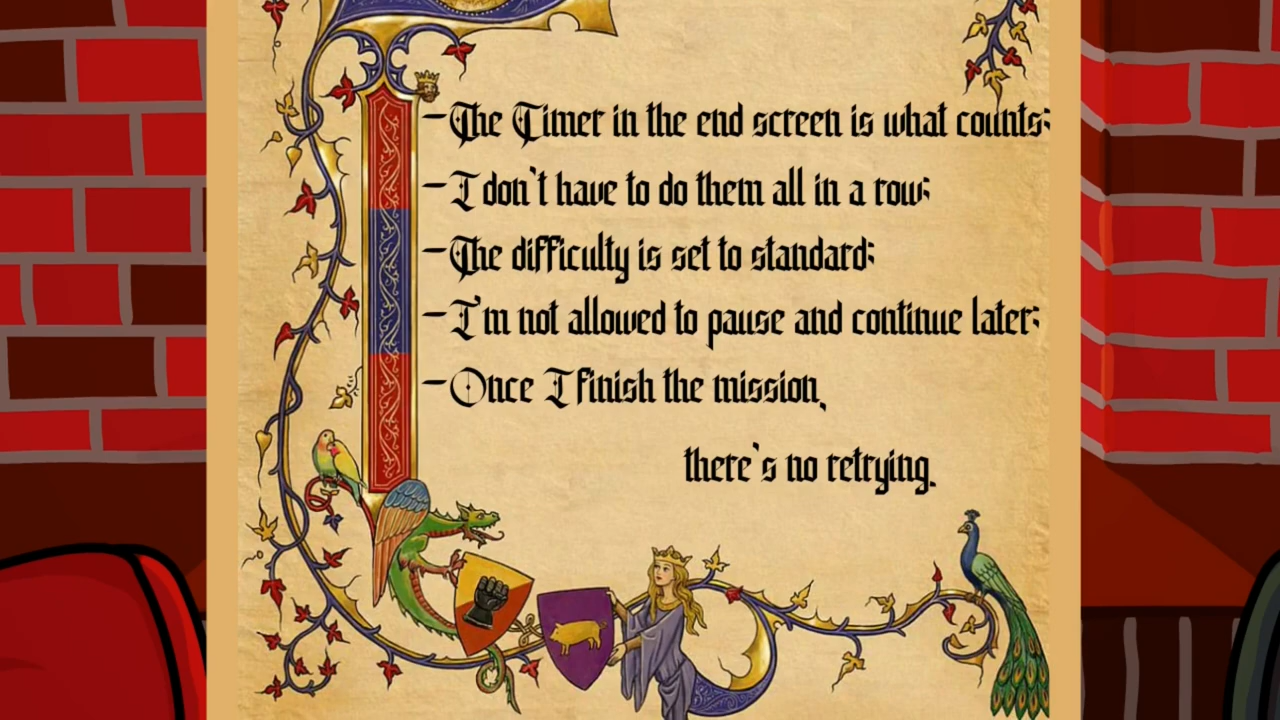 -The Timer in the end screen is what counts;
-I don't have to do them all in a row;
-The difficulty is set to standard;
-I'm not allowed to pause and continue later;
-Once I finish the mission,
there's no retrying.